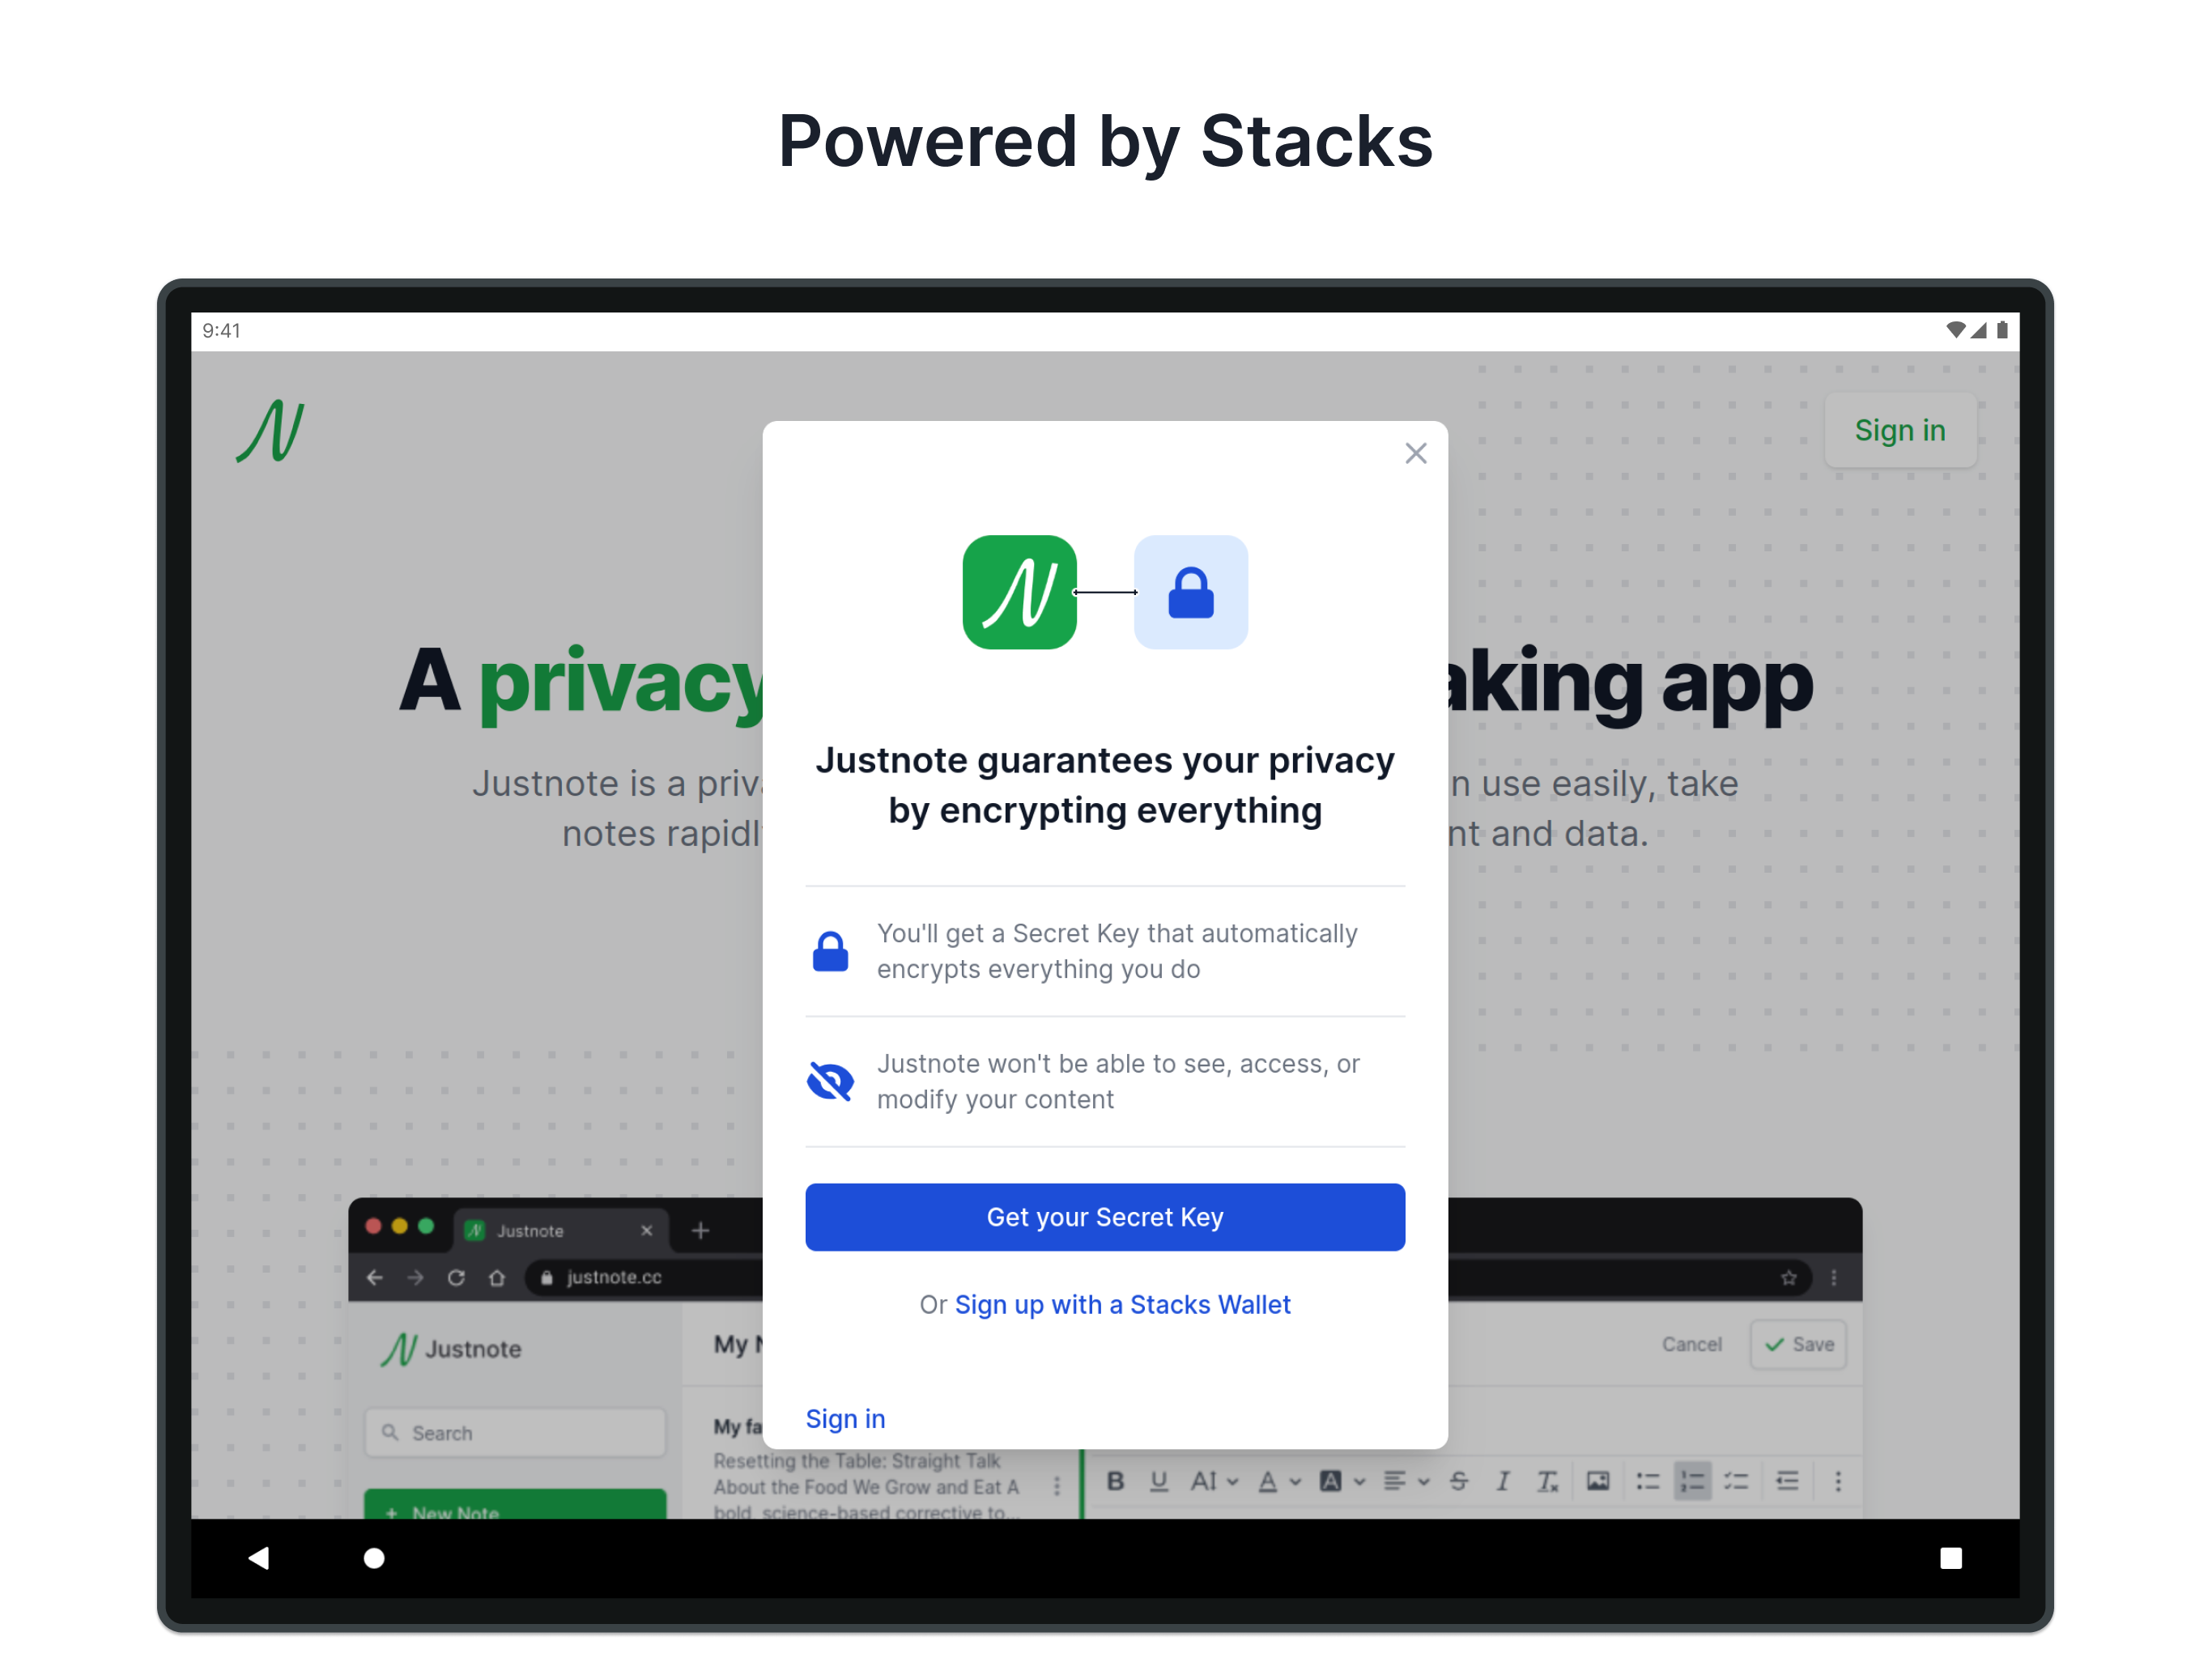 Powered by Stacks
9:41
Sign in
A privacy
aking app
Justnote is a priv
n use easily, take
notes rapidl
nt and data.
Justnote guarantees your privacy
by encrypting everything
You'll get a Secret Key that automatically
encrypts everything you do
Justnote won't be able to see, access, or
modify your content
Get your Secret Key
Or Sign up with a Stacks Wallet
Sign in
Justnote
justnote.cc
Justnote
My N
Cancel
Save
Search
My fa
Resetting the Table: Straight Talk
About the Food We Grow and Eat A
bold, science-based corrective to...
+ New Note